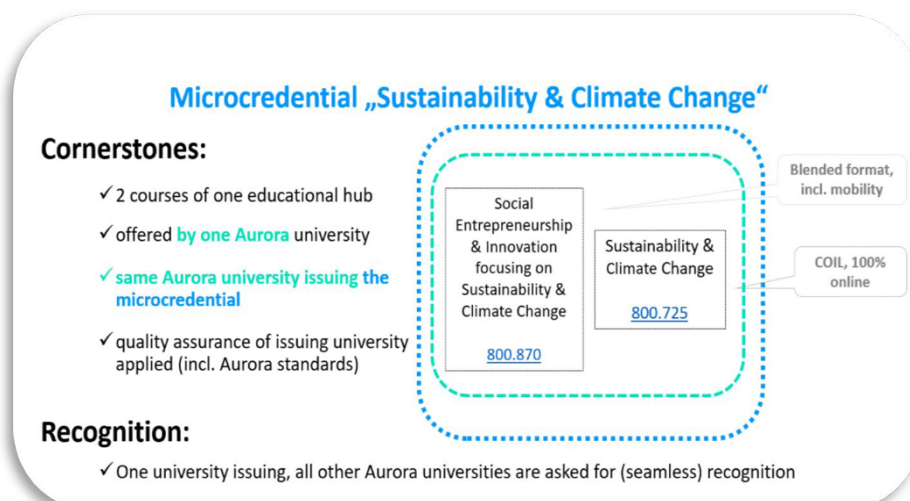 Microcredential „Sustainability & Climate Change“
Cornerstones:
✓ 2 courses of one educational hub
✓ offered by one Aurora university
✓ same Aurora university issuing the
microcredential
✓ quality assurance of issuing university
applied (incl. Aurora standards)
Social
Entrepreneurship
& Innovation
focusing on
Sustainability &
Climate Change
800.870
Sustainability &
Climate Change
800.725
Blended format,
incl. mobility
COIL, 100%
online
Recognition:
✓ One university issuing, all other Aurora universities are asked for (seamless) recognition